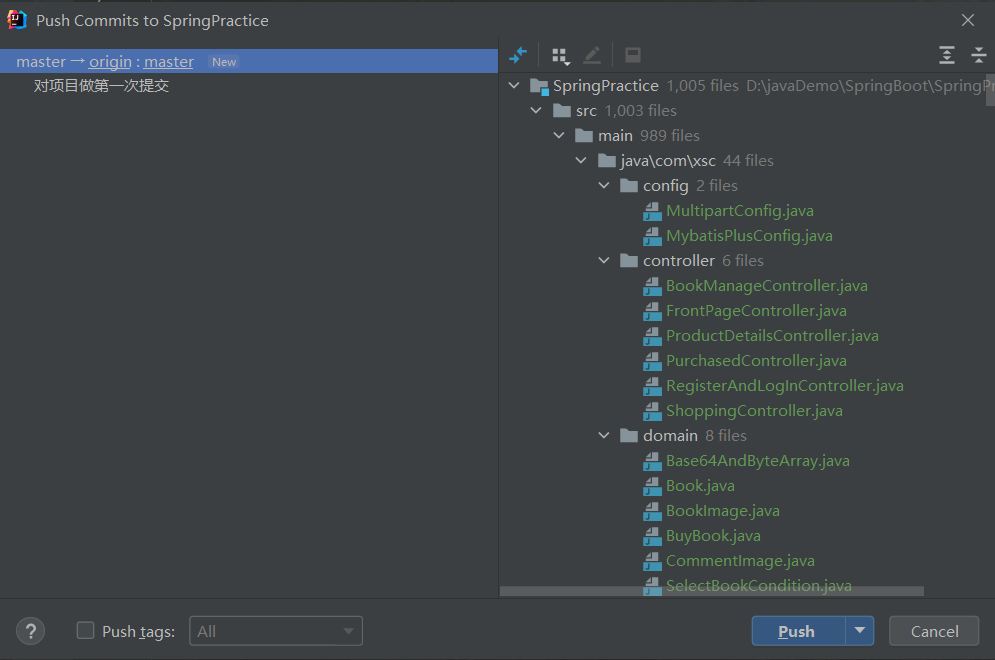 Push Commits to SpringPractice
master → origin : master New
对项目做第一次提交
SpringPractice 1,005 files D:\javaDemo\SpringBoot\SpringPr
src 1,003 files
main 989 files
java\com\xsc 44 files
config 2 files
MultipartConfig.java
MybatisPlusConfig.java
controller 6 files
BookManageController.java
FrontPageController.java
ProductDetailsController.java
PurchasedController.java
RegisterAndLogInController.java
ShoppingController.java
domain 8 files
Base64AndByteArray.java
Book.java
BookImage.java
BuyBook.java
CommentImage.java
SelectBookCondition.java
? Push tags: All Push Cancel